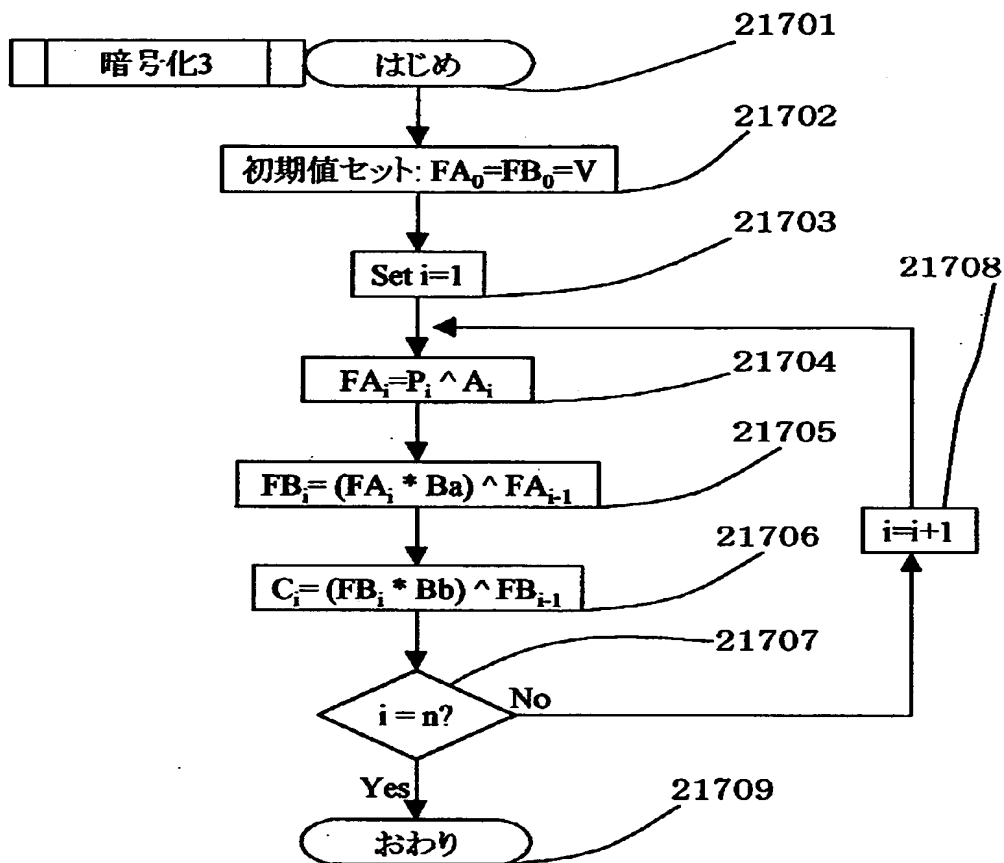 21701
暗号化3
はじめ
21702
初期値セット: FA₀=FB₀=V
21703
Set i=1
21708
21704
FAᵢ=Pᵢ ^ Aᵢ
21705
FBᵢ= (FAᵢ * Ba) ^ FAᵢ₋₁
i=i+1
21706
Cᵢ= (FBᵢ * Bb) ^ FBᵢ₋₁
21707
i = n?
No
Yes
21709
おわり